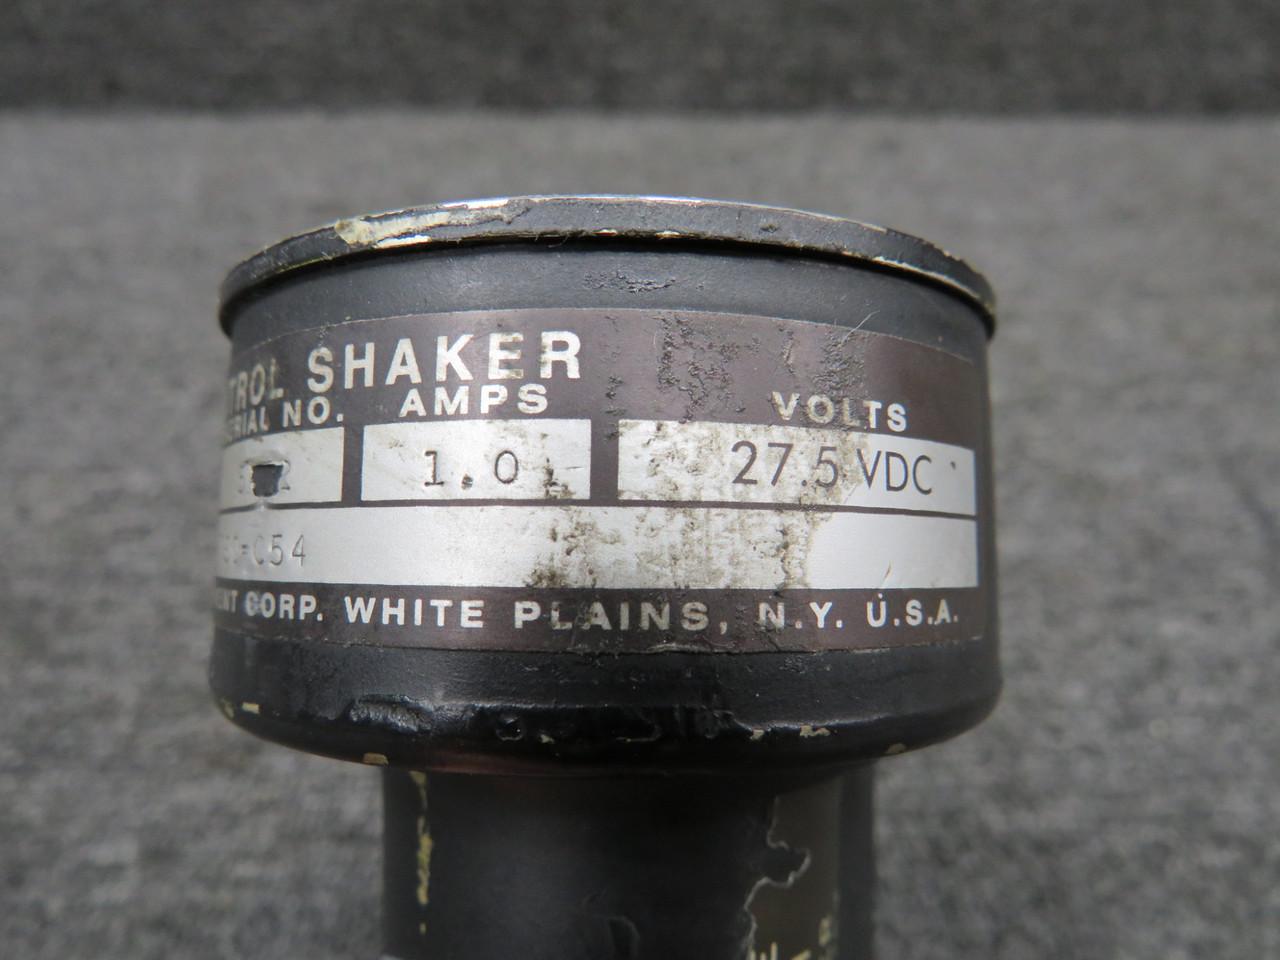 TROL SHAKER
ERIAL NO. AMPS VOLTS
1.0 27.5 VDC
-C54
ENT CORP. WHITE PLAINS, N.Y. U.S.A.